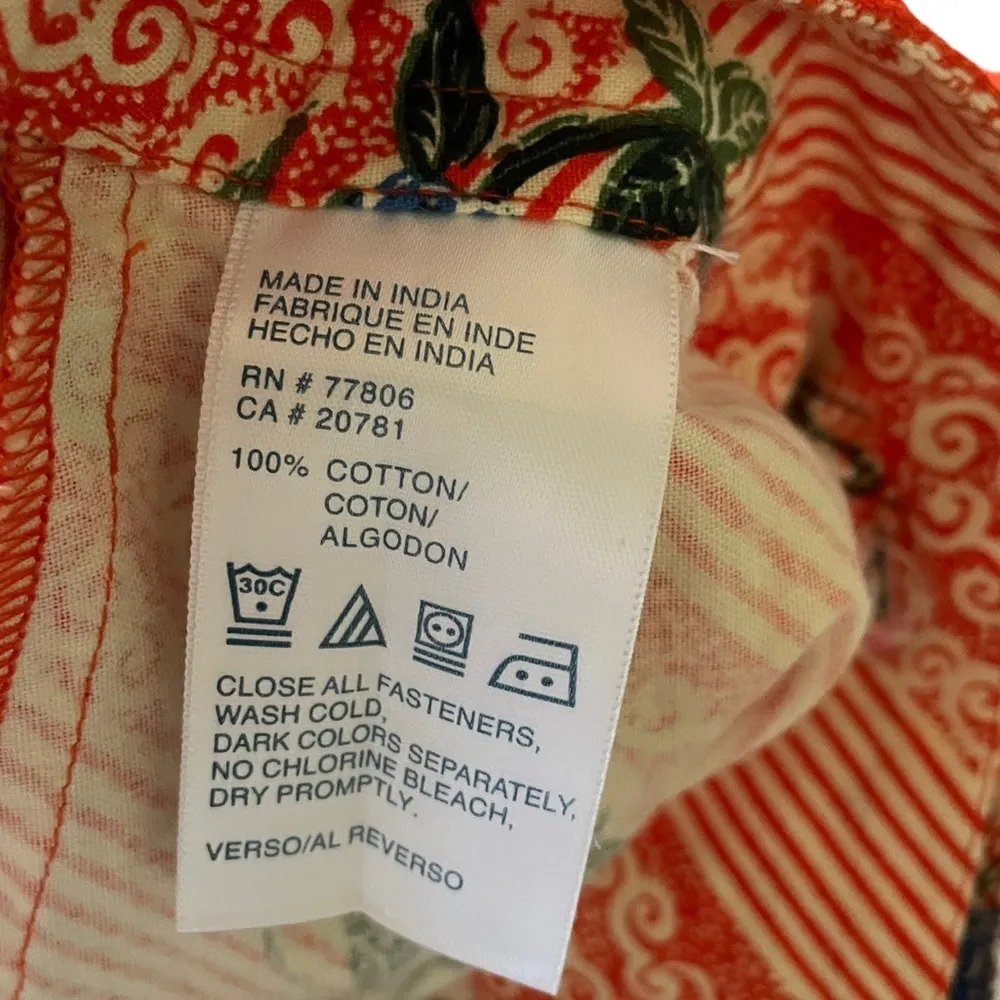 MADE IN INDIA
FABRIQUE EN INDE
HECHO EN INDIA
RN # 77806
CA # 20781
100% COTTON/
COTON/
ALGODON
30C
CLOSE ALL FASTENERS,
WASH COLD,
DARK COLORS SEPARATELY,
NO CHLORINE BLEACH,
DRY PROMPTLY.
VERSO/AL REVERSO